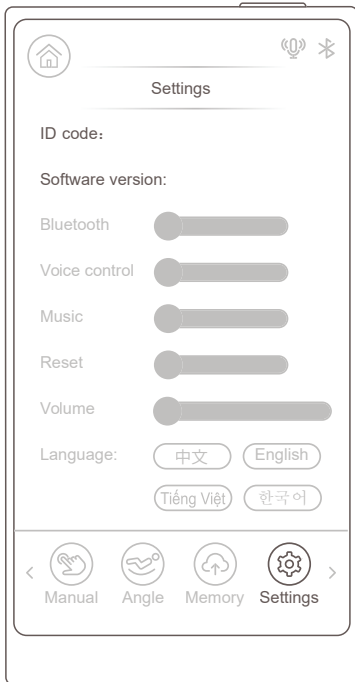 Settings
ID code：
Software version:
Bluetooth
Voice control
Music
Reset
Volume
Language: 中文 English
Tiếng Việt 한국어
Manual Angle Memory Settings